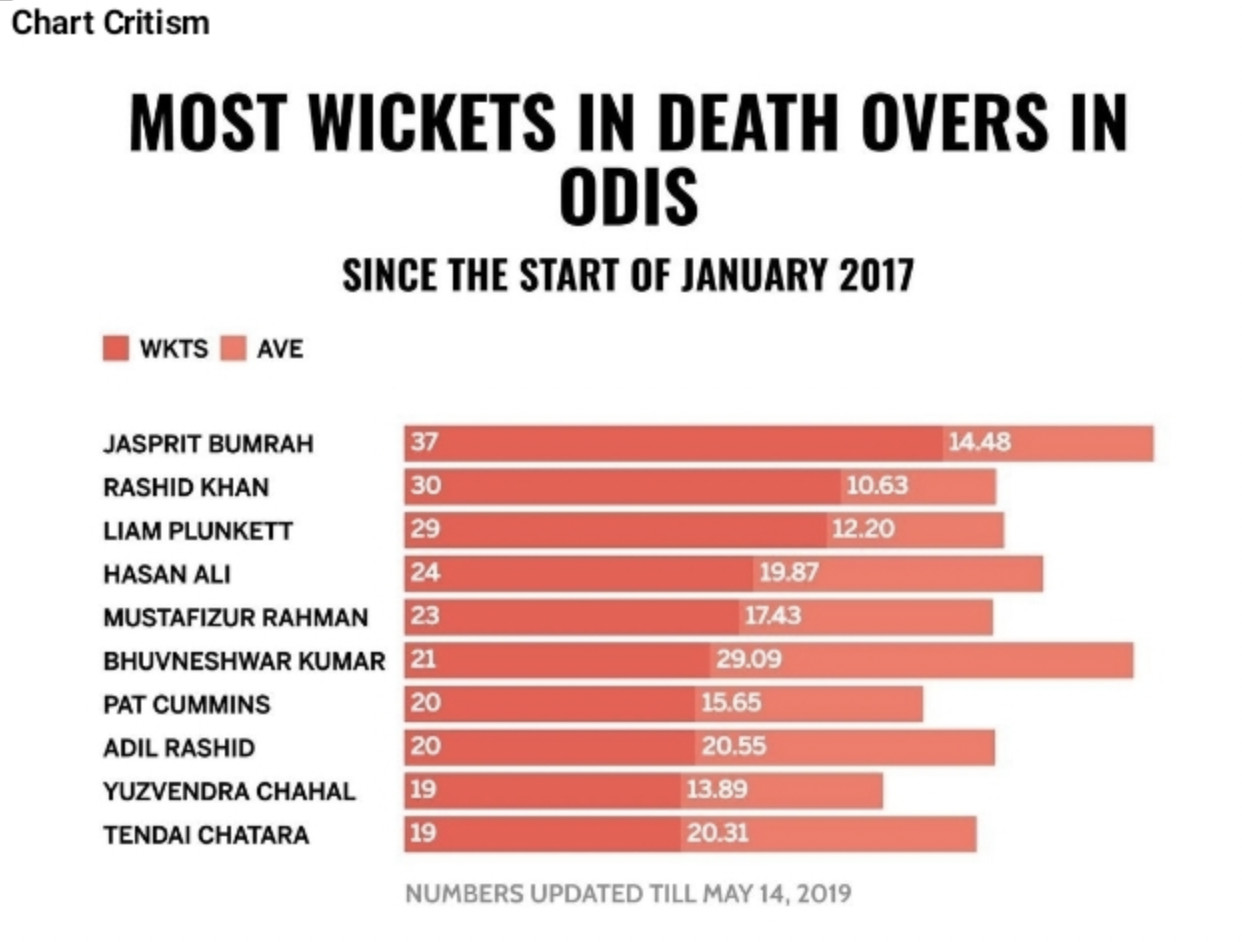 Chart Critism
MOST WICKETS IN DEATH OVERS IN
ODIS
SINCE THE START OF JANUARY 2017
WKTS AVE
JASPRIT BUMRAH 37 14.48
RASHID KHAN 30 10.63
LIAM PLUNKETT 29 12.20
HASAN ALI 24 19.87
MUSTAFIZUR RAHMAN 23 17.43
BHUVNESHWAR KUMAR 21 29.09
PAT CUMMINS 20 15.65
ADIL RASHID 20 20.55
YUZVENDRA CHAHAL 19 13.89
TENDAI CHATARA 19 20.31
NUMBERS UPDATED TILL MAY 14, 2019